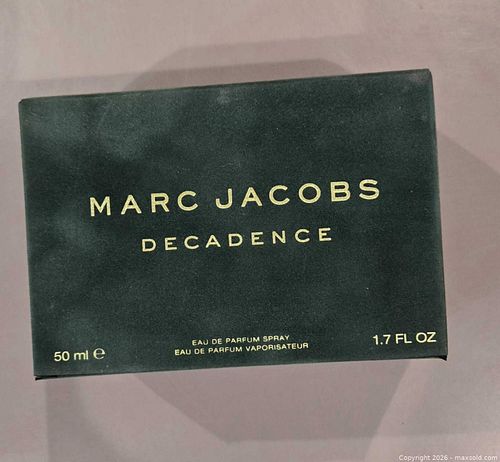 MARC JACOBS
DECADENCE
EAU DE PARFUM SPRAY
EAU DE PARFUM VAPORISATEUR
50 ml ℮
1.7 FL OZ
Copyright 2026 - maxsold.com